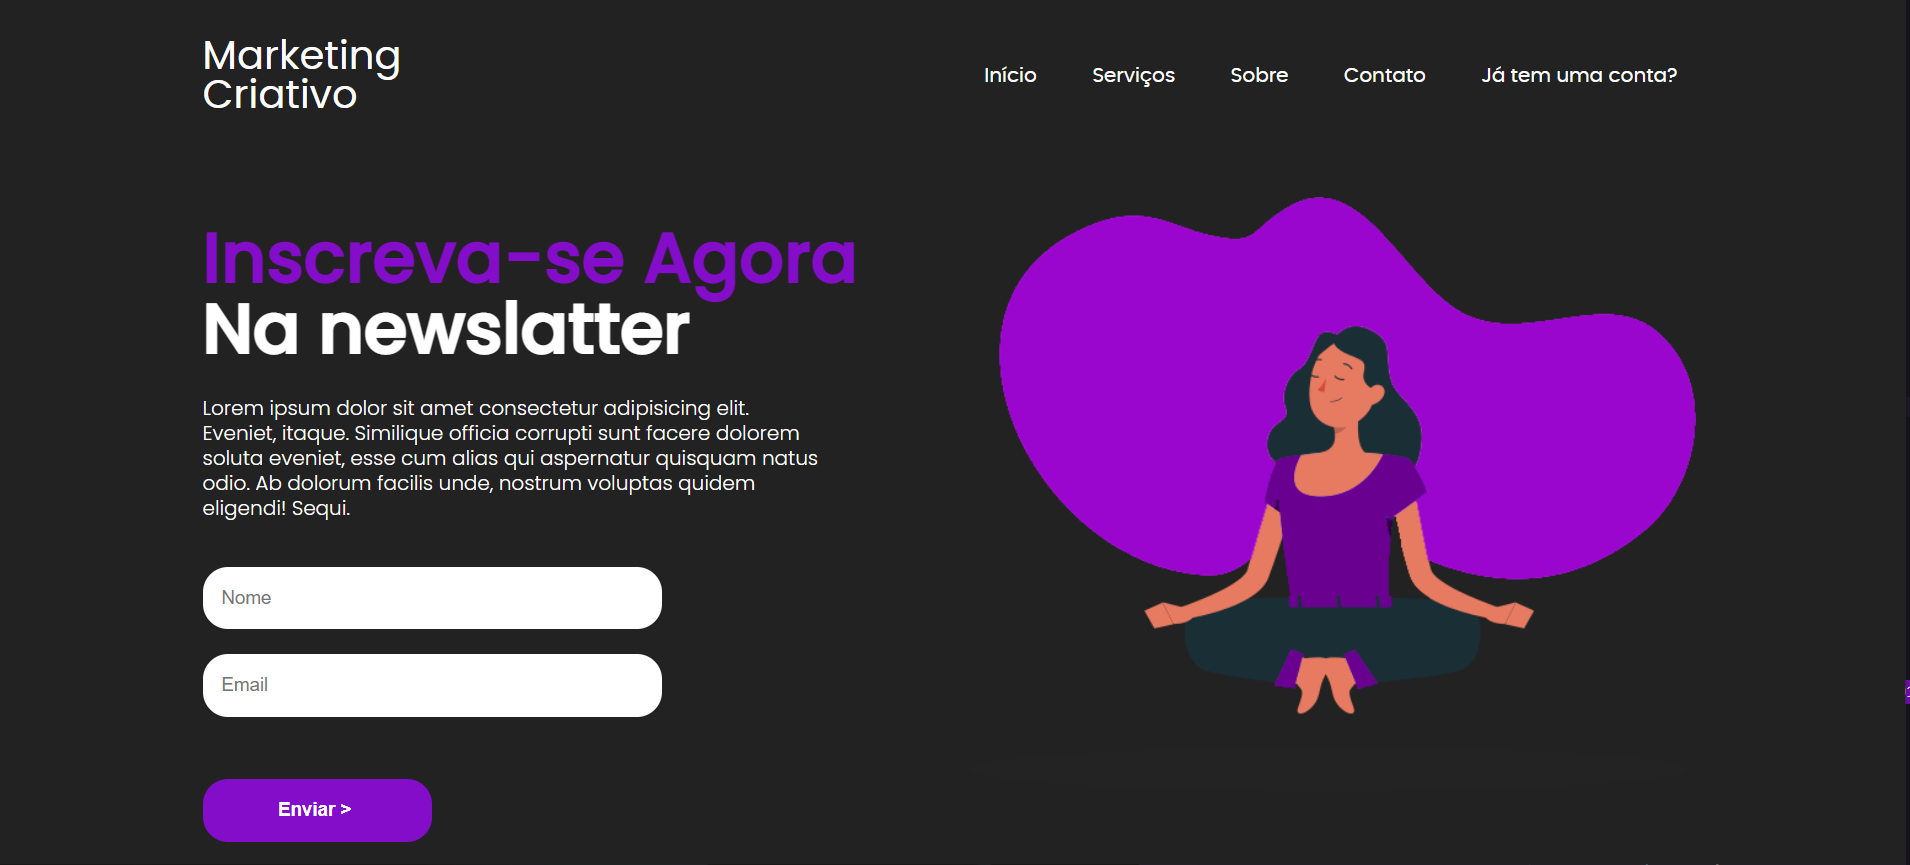 Marketing
Criativo
Início
Serviços
Sobre
Contato
Já tem uma conta?
Inscreva-se Agora
Na newslatter
Lorem ipsum dolor sit amet consectetur adipisicing elit.
Eveniet, itaque. Similique officia corrupti sunt facere dolorem
soluta eveniet, esse cum alias qui aspernatur quisquam natus
odio. Ab dolorum facilis unde, nostrum voluptas quidem
eligendi! Sequi.
Nome
Email
Enviar >